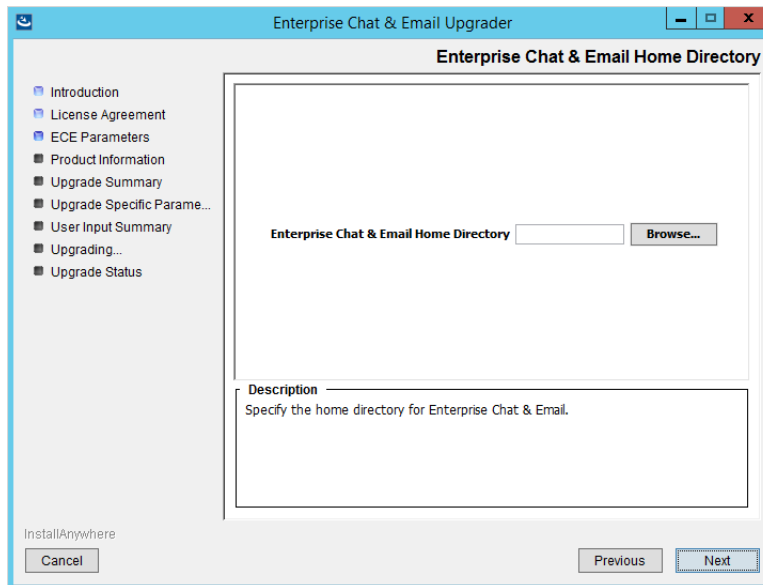 Enterprise Chat & Email Upgrader
Enterprise Chat & Email Home Directory
Introduction
License Agreement
ECE Parameters
Product Information
Upgrade Summary
Upgrade Specific Parame...
User Input Summary
Upgrading...
Upgrade Status
Enterprise Chat & Email Home Directory
Browse...
Description
Specify the home directory for Enterprise Chat & Email.
InstallAnywhere
Cancel
Previous
Next